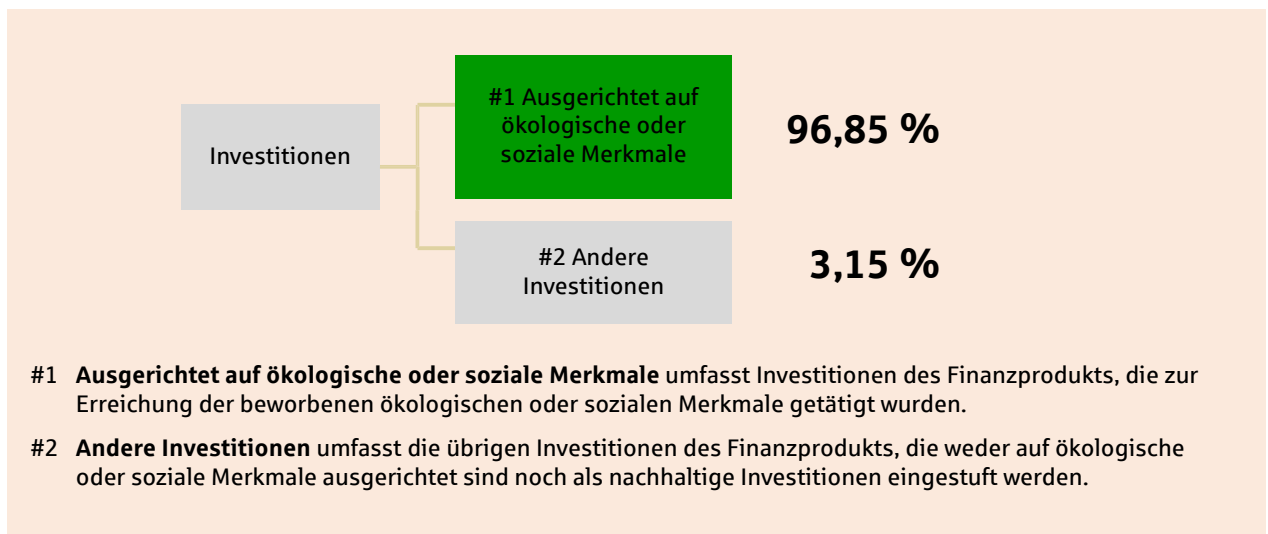 #1 Ausgerichtet auf
ökologische oder
soziale Merkmale
96,85 %
Investitionen
#2 Andere
Investitionen
3,15 %
#1 Ausgerichtet auf ökologische oder soziale Merkmale umfasst Investitionen des Finanzprodukts, die zur
Erreichung der beworbenen ökologischen oder sozialen Merkmale getätigt wurden.
#2 Andere Investitionen umfasst die übrigen Investitionen des Finanzprodukts, die weder auf ökologische
oder soziale Merkmale ausgerichtet sind noch als nachhaltige Investitionen eingestuft werden.